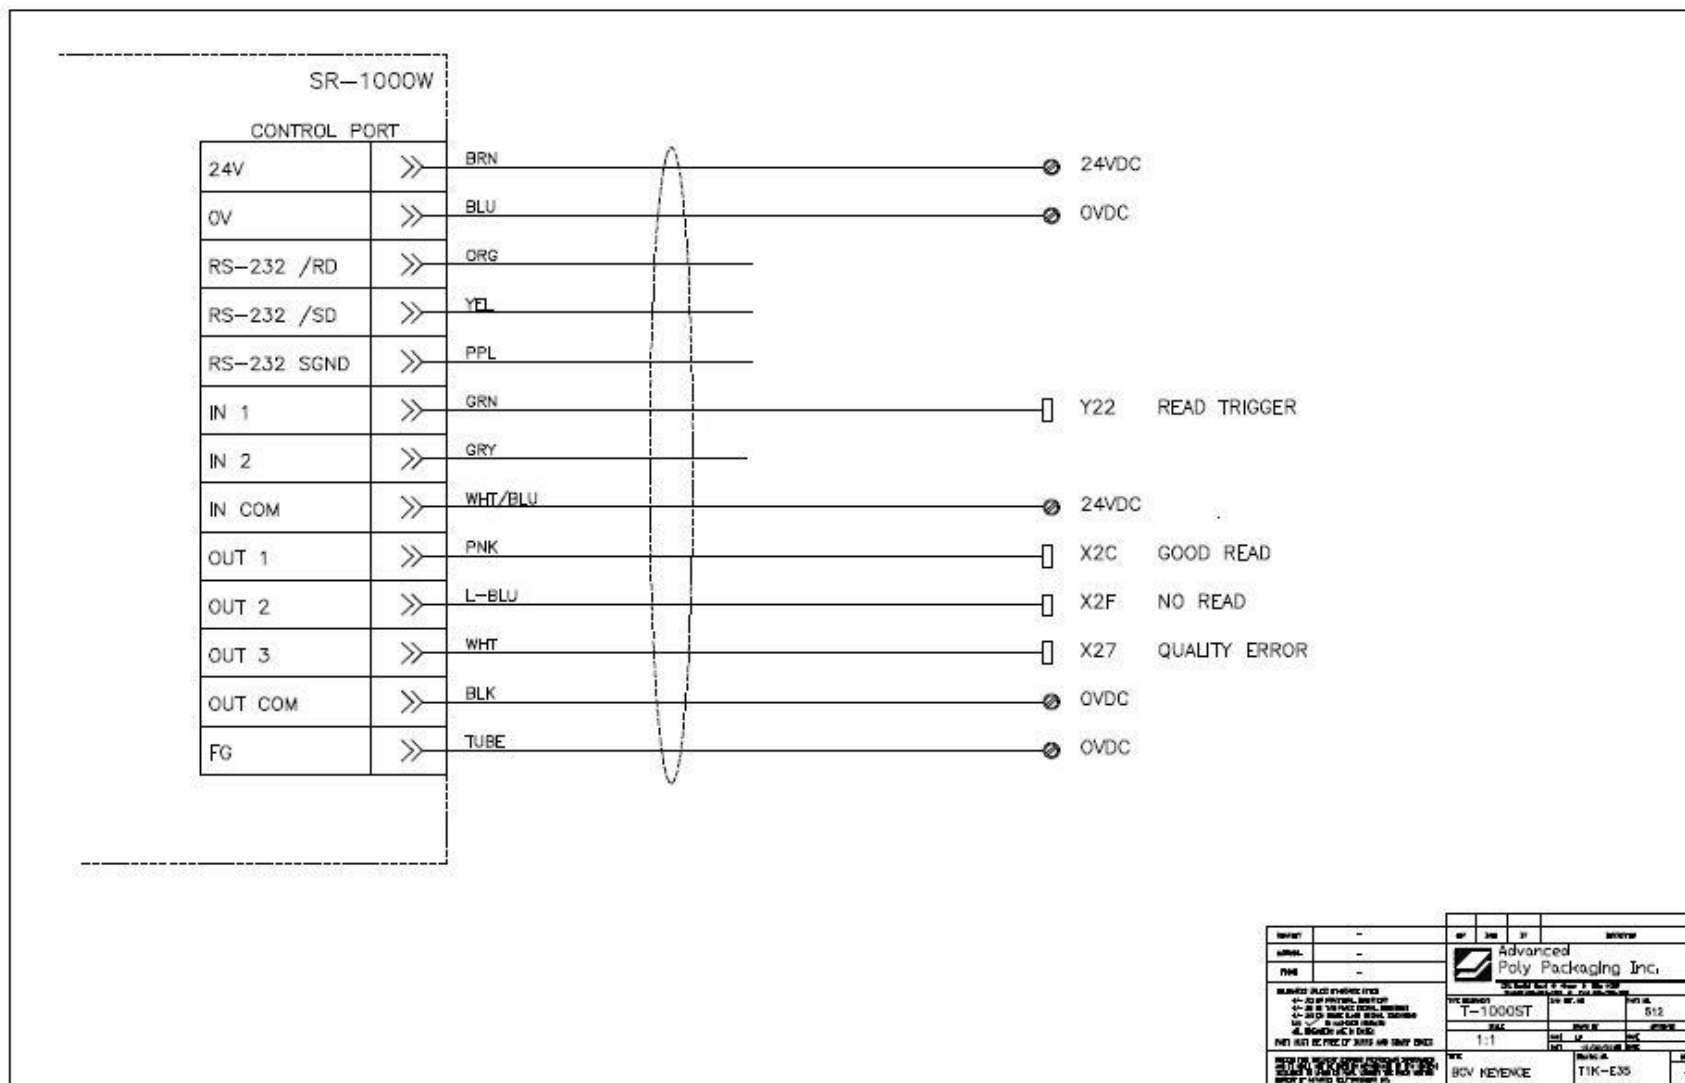 SR-1000W
CONTROL PORT
24V BRN 24VDC
0V BLU 0VDC
RS-232 /RD ORG
RS-232 /SD YEL
RS-232 SGND PPL
IN 1 GRN Y22 READ TRIGGER
IN 2 GRY
IN COM WHT/BLU 24VDC
OUT 1 PNK X2C GOOD READ
OUT 2 L-BLU X2F NO READ
OUT 3 WHT X27 QUALITY ERROR
OUT COM BLK 0VDC
FG TUBE 0VDC
Advanced
Poly Packaging Inc.
T-1000ST 512
1:1
BCV KEYENCE T1K-E35